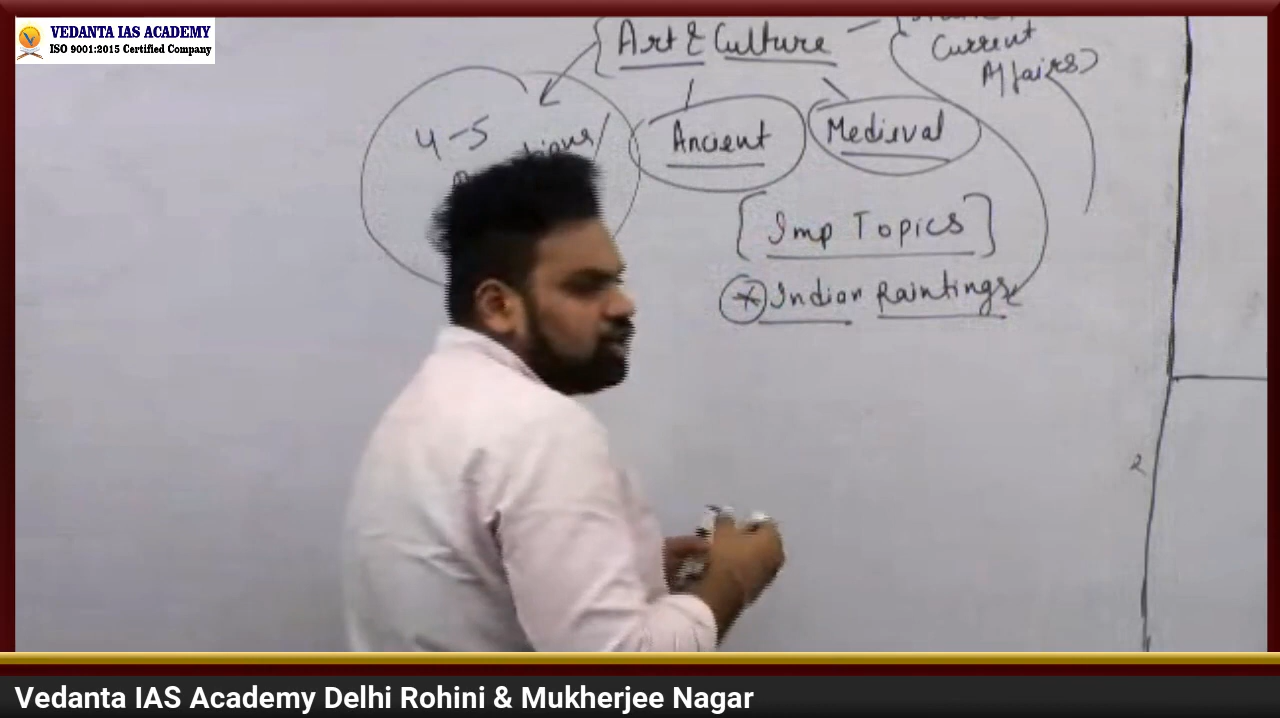 VEDANTA IAS ACADEMY
ISO 9001:2015 Certified Company
Art & Culture
Current
Affairs)
4-5
Ancient
Medieval
[Imp Topics]
* Indian Paintings
2
Vedanta IAS Academy Delhi Rohini & Mukherjee Nagar